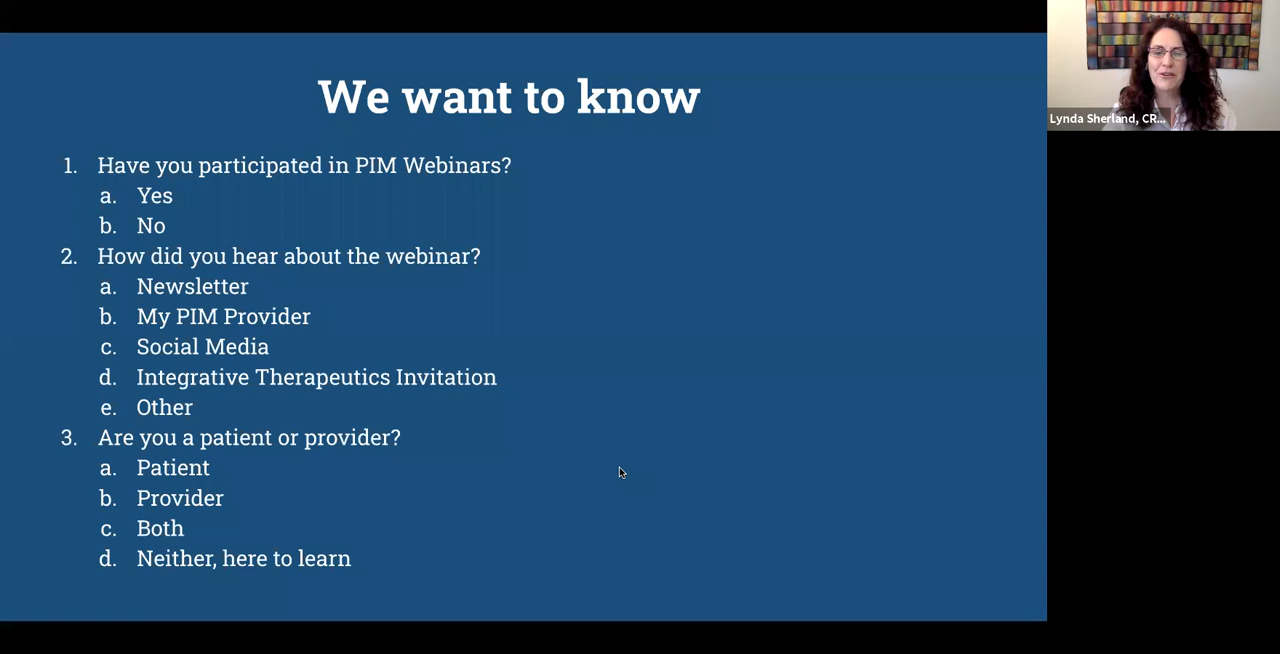 We want to know
1. Have you participated in PIM Webinars?
a. Yes
b. No
2. How did you hear about the webinar?
a. Newsletter
b. My PIM Provider
c. Social Media
d. Integrative Therapeutics Invitation
e. Other
3. Are you a patient or provider?
a. Patient
b. Provider
c. Both
d. Neither, here to learn
Lynda Sherland, CR...